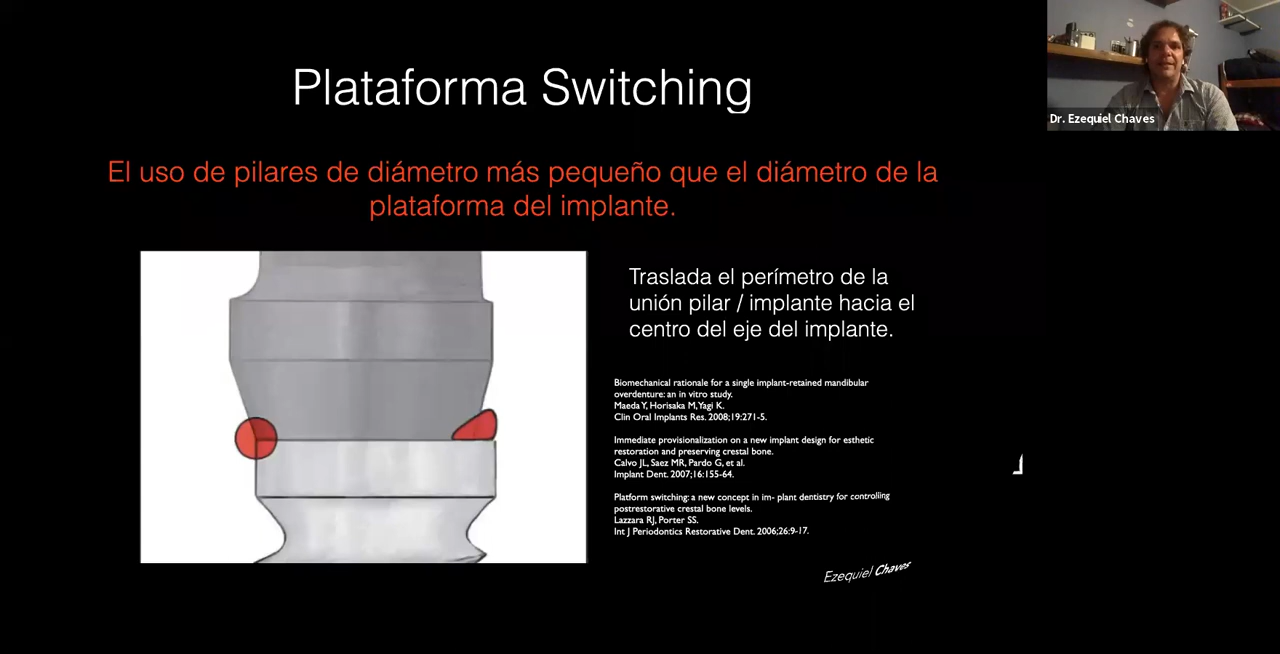 Plataforma Switching
El uso de pilares de diámetro más pequeño que el diámetro de la
plataforma del implante.
Traslada el perímetro de la
unión pilar / implante hacia el
centro del eje del implante.
Biomechanical rationale for a single implant-retained mandibular
overdenture: an in vitro study.
Maeda Y, Horisaka M, Yagi K.
Clin Oral Implants Res. 2008;19:271-5.
Immediate provisionalization on a new implant design for esthetic
restoration and preserving crestal bone.
Calvo JL, Saez MR, Pardo G, et al.
Implant Dent. 2007;16:155-64.
Platform switching: a new concept in im- plant dentistry for controlling
postrestorative crestal bone levels.
Lazzara RJ, Porter SS.
Int J Periodontics Restorative Dent. 2006;26:9-17.
Ezequiel Chaves
Dr. Ezequiel Chaves